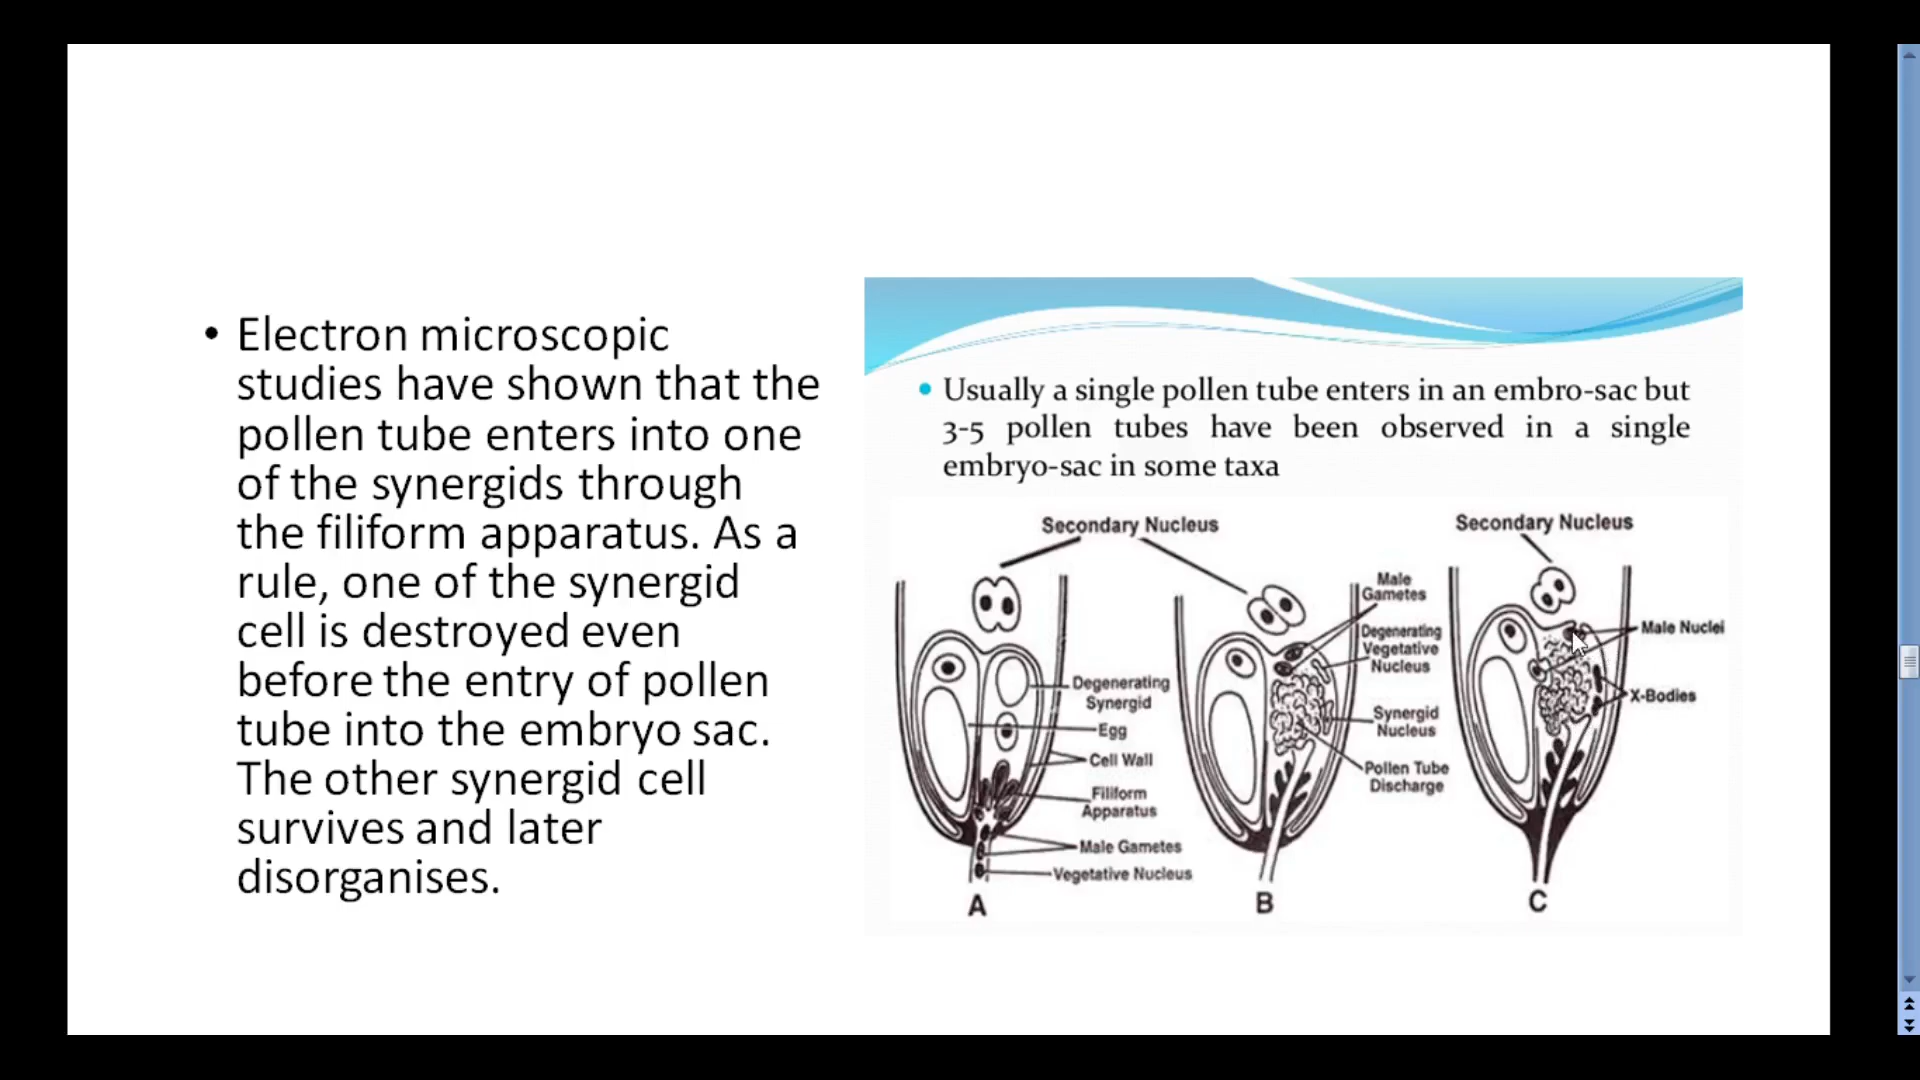 • Electron microscopic
studies have shown that the
pollen tube enters into one
of the synergids through
the filiform apparatus. As a
rule, one of the synergid
cell is destroyed even
before the entry of pollen
tube into the embryo sac.
The other synergid cell
survives and later
disorganises.
• Usually a single pollen tube enters in an embro-sac but
3-5 pollen tubes have been observed in a single
embryo-sac in some taxa
Secondary Nucleus
Degenerating
Synergid
Egg
Cell Wall
Filiform
Apparatus
Male Gametes
Vegetative Nucleus
A
Male
Gametes
Degenerating
Vegetative
Nucleus
Synergid
Nucleus
Pollen Tube
Discharge
B
Secondary Nucleus
Male Nuclei
X-Bodies
C